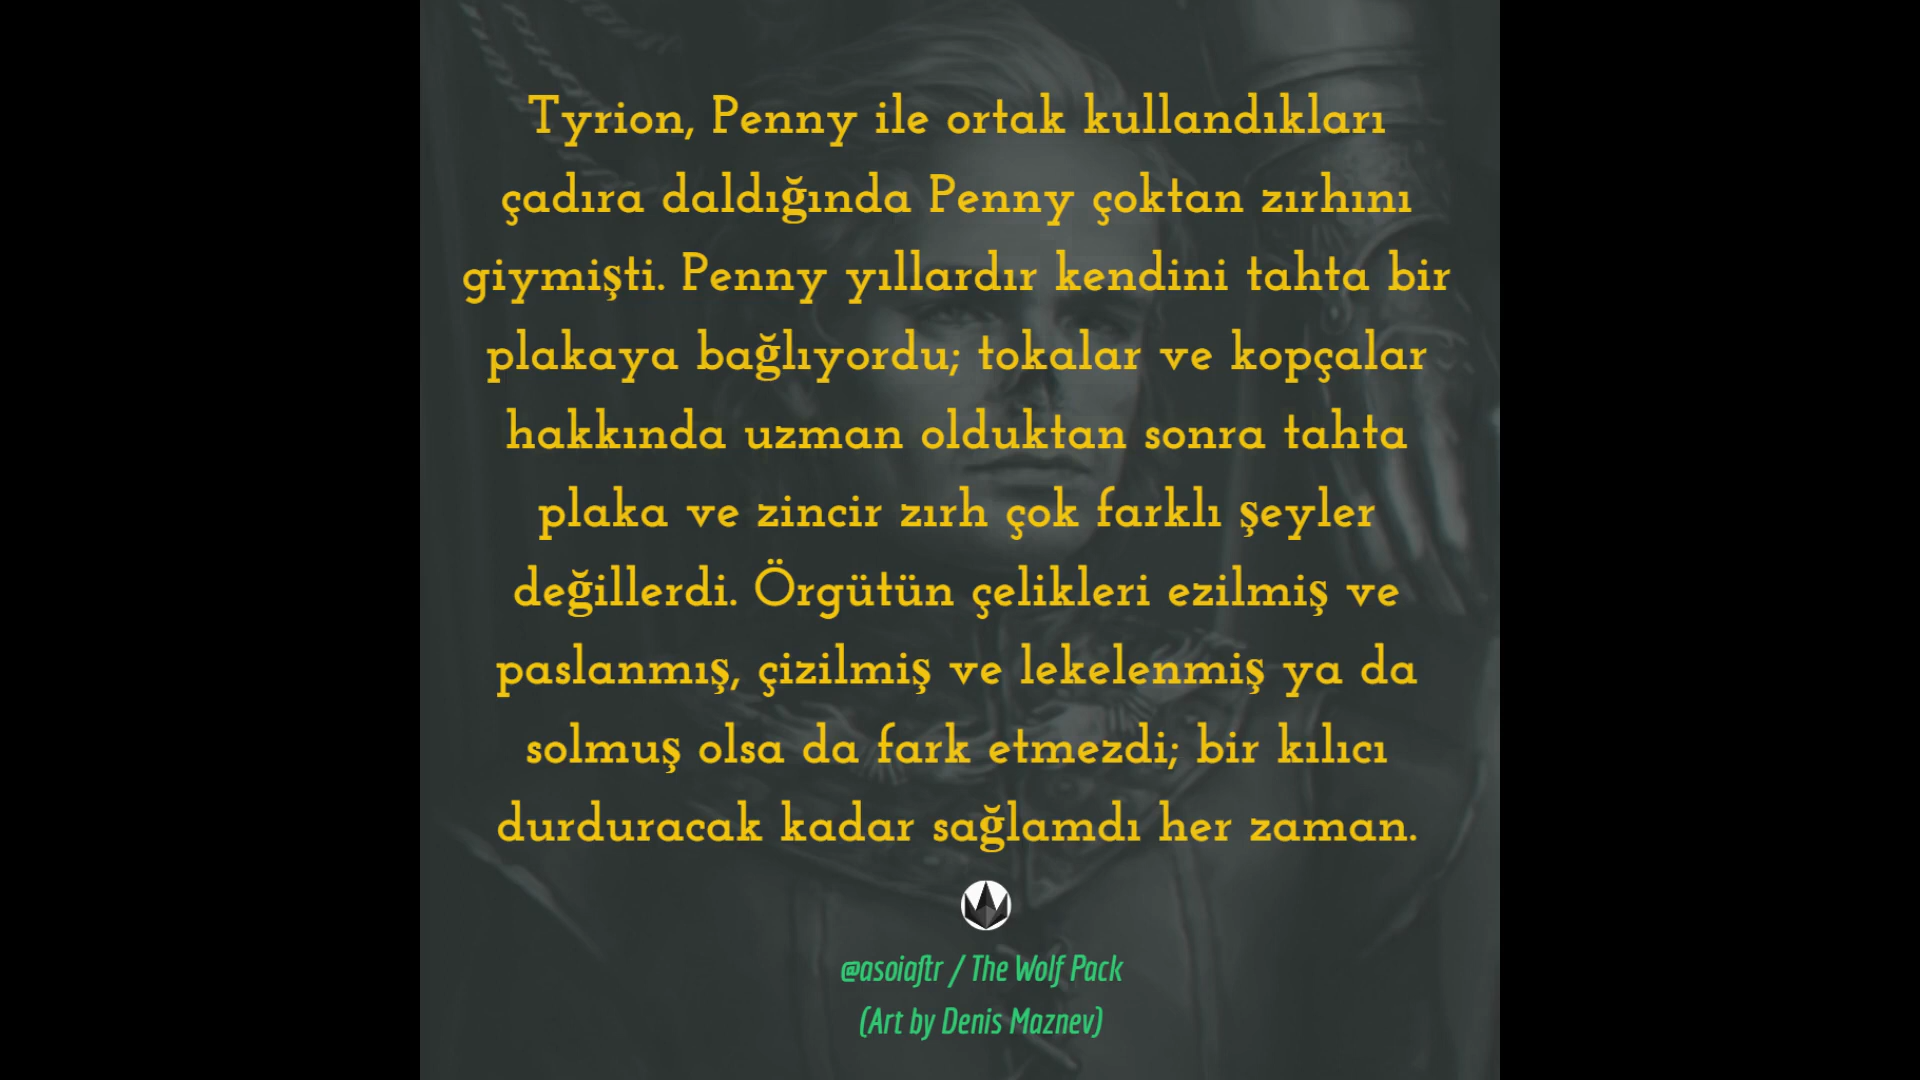 Tyrion, Penny ile ortak kullandıkları
çadıra daldığında Penny çoktan zırhını
giymişti. Penny yıllardır kendini tahta bir
plakaya bağlıyordu; tokalar ve kopçalar
hakkında uzman olduktan sonra tahta
plaka ve zincir zırh çok farklı şeyler
değillerdi. Örgütün çelikleri ezilmiş ve
paslanmış, çizilmiş ve lekelenmiş ya da
solmuş olsa da fark etmezdi; bir kılıcı
durduracak kadar sağlamdı her zaman.
@asoiaftr / The Wolf Pack
(Art by Denis Maznev)